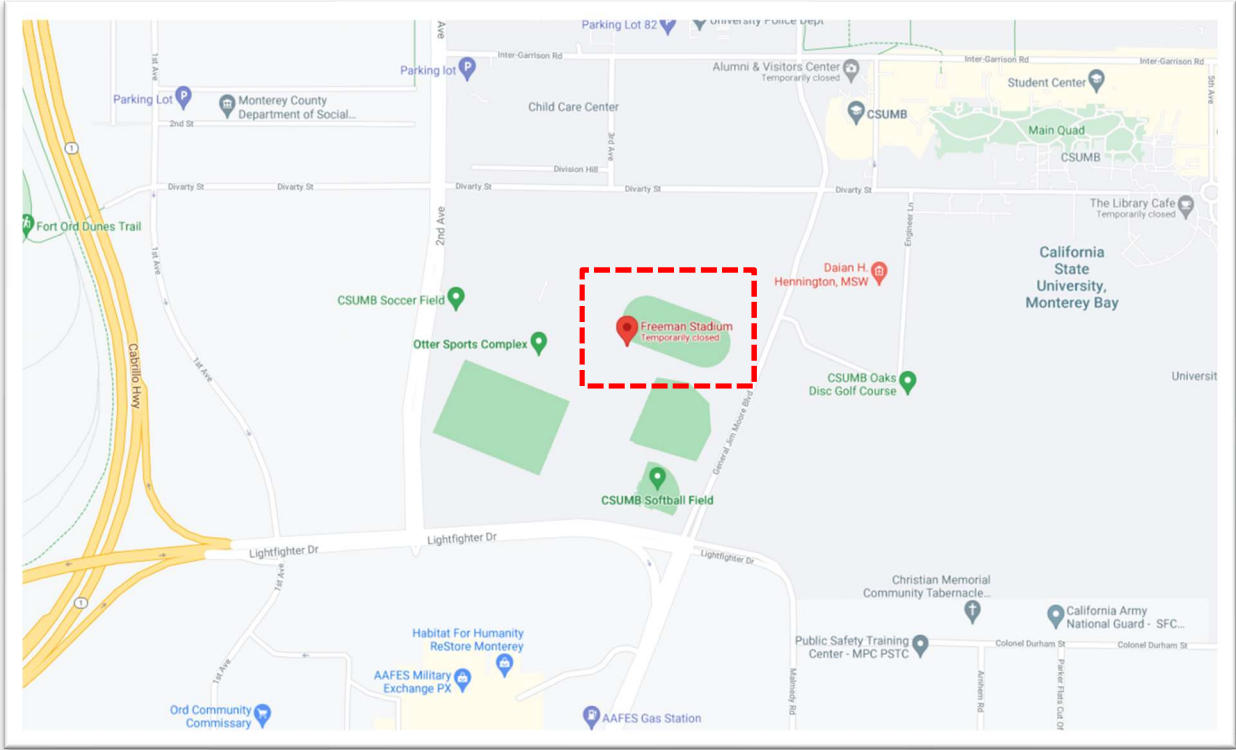 Parking Lot 82
University Police Dept
Ave
1st Ave
Inter-Garrison Rd
Inter-Garrison Rd
Inter-Garrison Rd
Parking lot
Alumni & Visitors Center
Temporarily closed
Student Center
5th Ave
Parking Lot
Monterey County
Department of Social...
Child Care Center
CSUMB
2nd St
Main Quad
1
3rd Ave
CSUMB
Division Hill
Divarty St
Divarty St
Divarty St
Divarty St
Divarty St
The Library Cafe
Temporarily closed
Fort Ord Dunes Trail
2nd Ave
Engineer Ln
1st Ave
California
State
University,
Monterey Bay
Daian H.
Hennington, MSW
CSUMB Soccer Field
Freeman Stadium
Temporarily closed
Otter Sports Complex
Cabrillo Hwy
1st Ave
CSUMB Oaks
Disc Golf Course
Universit
General Jim Moore Blvd
CSUMB Softball Field
Lightfighter Dr
Lightfighter Dr
Lightfighter Dr
1st Ave
1
Christian Memorial
Community Tabernacle...
California Army
National Guard - SFC...
Habitat For Humanity
ReStore Monterey
Public Safety Training
Center - MPC PSTC
Colonel Durham St
Colonel Durham St
AAFES Military
Exchange PX
1st Ave
Malmedy Rd
Arnhem Rd
Parker Flats Cut Of
Ord Community
Commissary
AAFES Gas Station